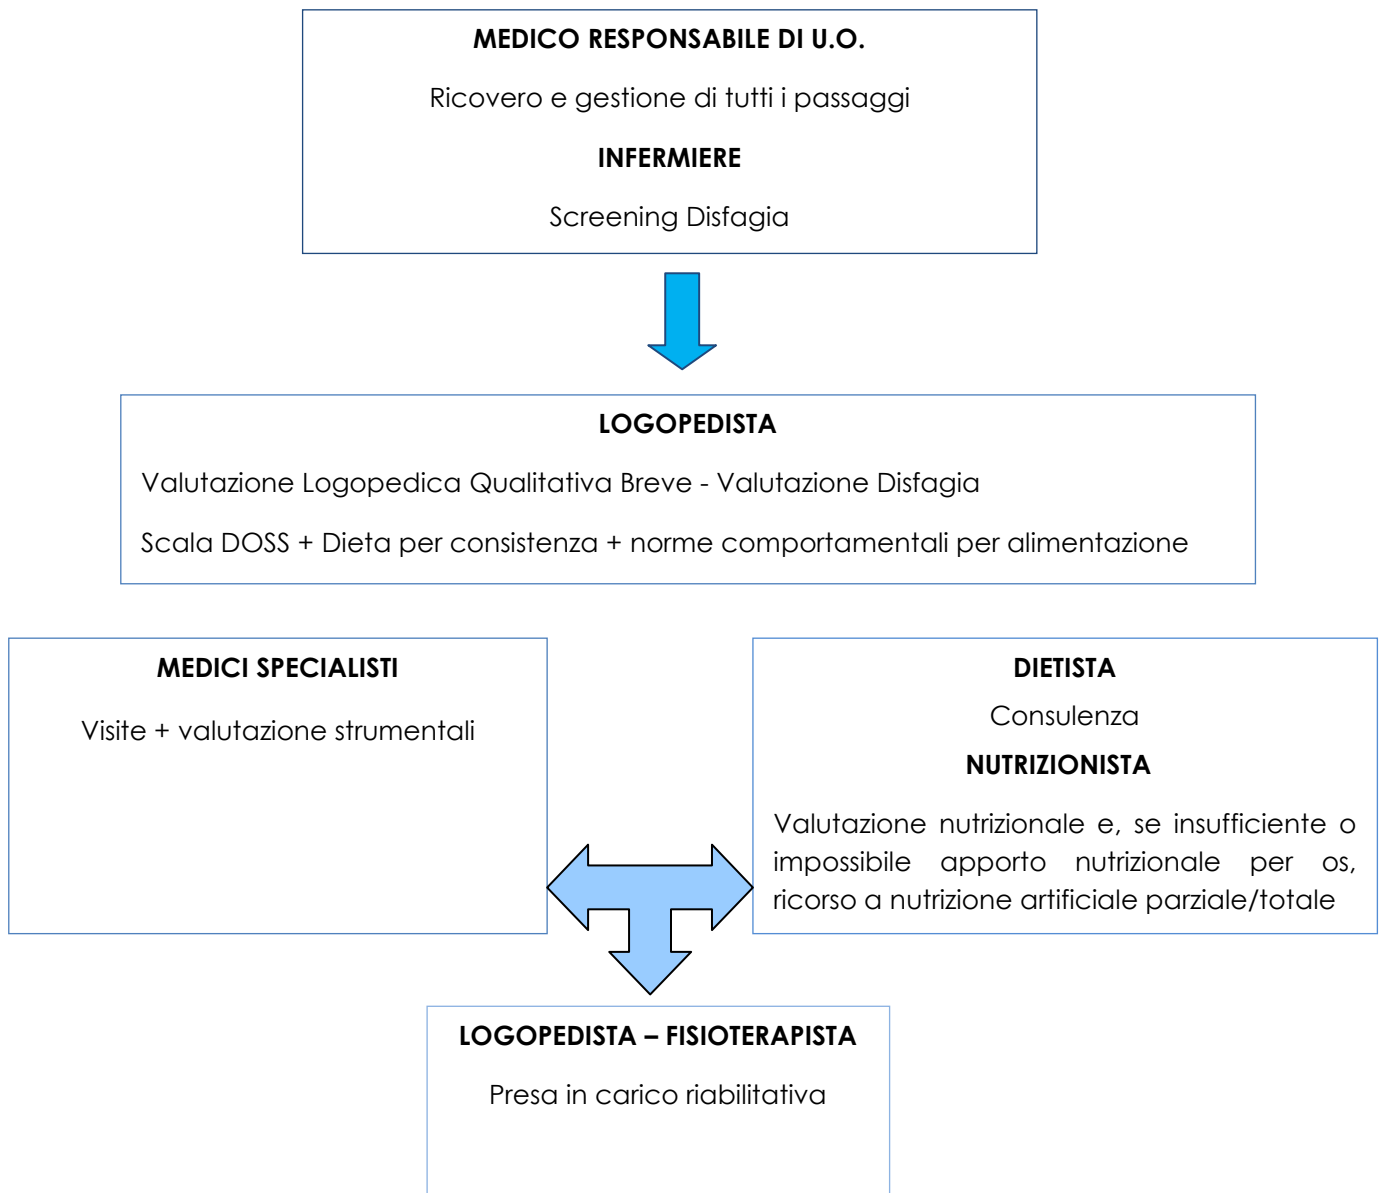 MEDICO RESPONSABILE DI U.O.
Ricovero e gestione di tutti i passaggi
INFERMIERE
Screening Disfagia
LOGOPEDISTA
Valutazione Logopedica Qualitativa Breve - Valutazione Disfagia
Scala DOSS + Dieta per consistenza + norme comportamentali per alimentazione
MEDICI SPECIALISTI
Visite + valutazione strumentali
DIETISTA
Consulenza
NUTRIZIONISTA
Valutazione nutrizionale e, se insufficiente o
impossibile apporto nutrizionale per os,
ricorso a nutrizione artificiale parziale/totale
LOGOPEDISTA – FISIOTERAPISTA
Presa in carico riabilitativa